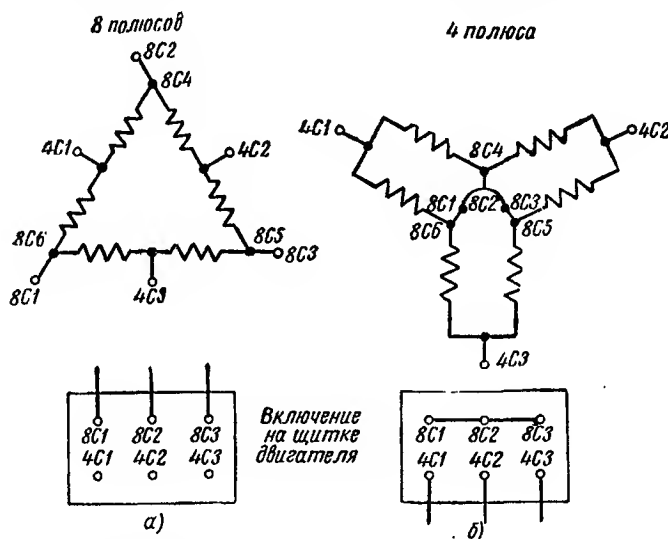 8 полюсов
8С2
8С4
4С1
4С2
8С6
8С5
8С3
8С1
4С3
4 полюса
4С1
4С2
8С4
8С1
8С2
8С3
8С6
8С5
4С3
8С1 8С2 8С3
4С1 4С2 4С3
а)
Включение
на щитке
двигателя
8С1 8С2 8С3
4С1 4С2 4С3
б)